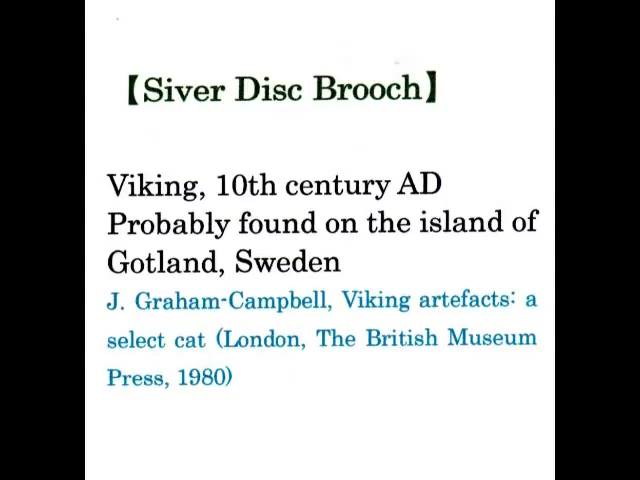 【Siver Disc Brooch】
Viking, 10th century AD
Probably found on the island of
Gotland, Sweden
J. Graham-Campbell, Viking artefacts: a
select cat (London, The British Museum
Press, 1980)